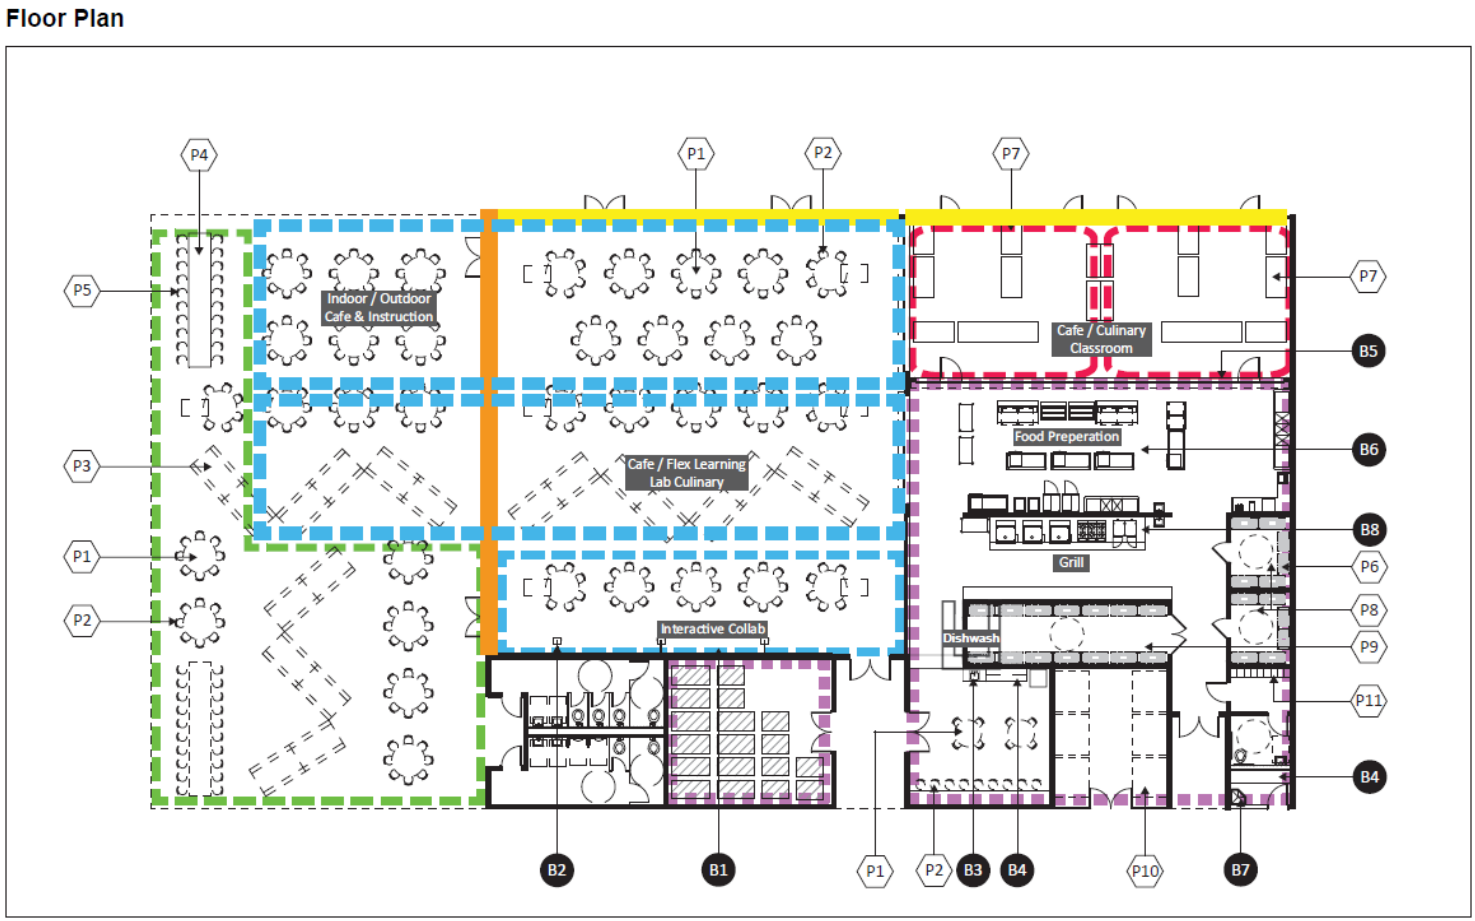 Floor Plan
P4
P1
P2
P7
P5
P7
Indoor / Outdoor
Cafe & Instruction
Cafe / Culinary
Classroom
B5
Food Preperation
B6
P3
Cafe / Flex Learning
Lab Culinary
B8
P1
Grill
P6
P8
P2
Interactive Collab
Dishwash
P9
P11
B4
B2
B1
P1
P2
B3
B4
P10
B7